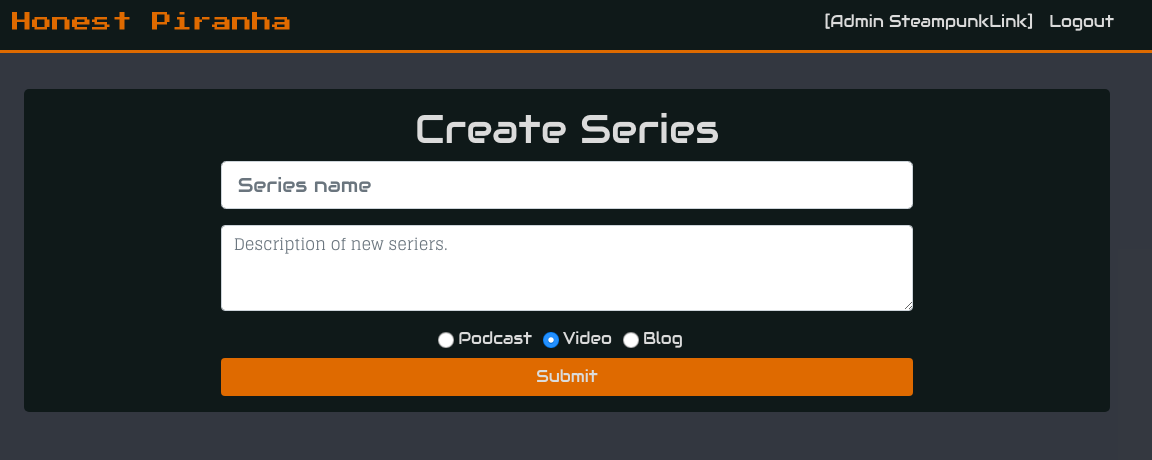 Honest Piranha
[Admin SteampunkLink] Logout
Create Series
Series name
Description of new seriers.
Podcast Video Blog
Submit